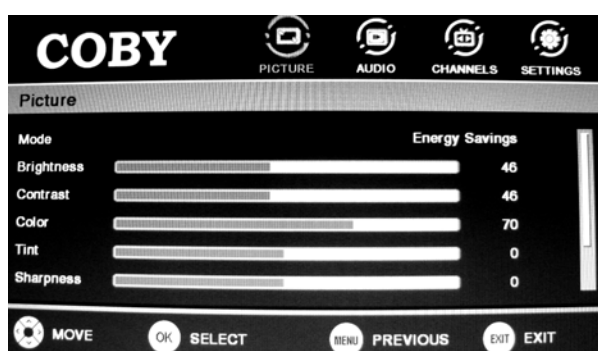 COBY
PICTURE AUDIO CHANNELS SETTINGS
Picture
Mode Energy Savings
Brightness 46
Contrast 46
Color 70
Tint 0
Sharpness 0
MOVE OK SELECT MENU PREVIOUS EXIT EXIT